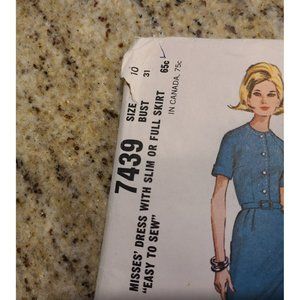 7439
SIZE 10
BUST 31
65c
IN CANADA, 75c
MISSES' DRESS WITH SLIM OR FULL SKIRT
"EASY TO SEW"